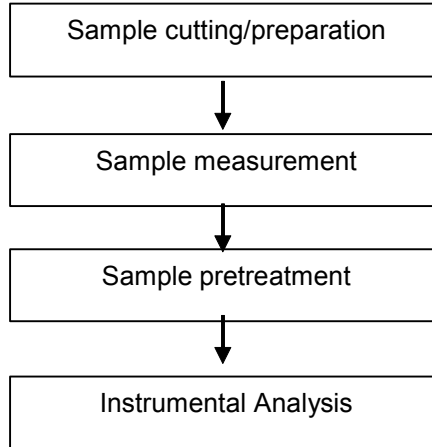 Sample cutting/preparation
Sample measurement
Sample pretreatment
Instrumental Analysis